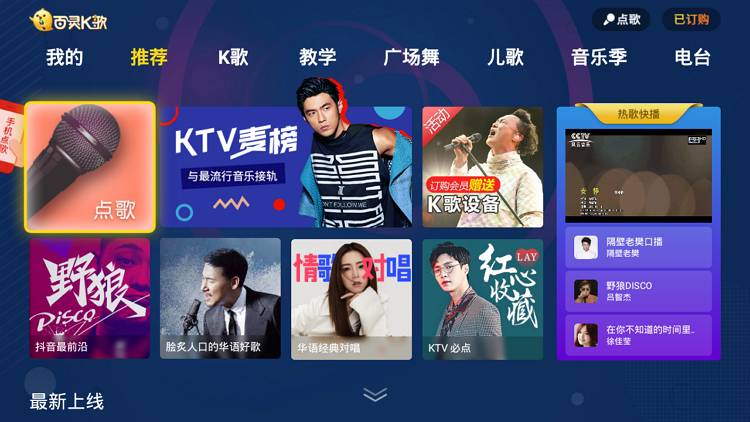 百灵K歌
点歌
已订购
我的
推荐
K歌
教学
广场舞
儿歌
音乐季
电台
手机点歌
点歌
KTV麦榜
与最流行音乐接轨
活动
订购会员赠送
K歌设备
热歌快播
CCTV
风云音乐
隔壁老樊口播
隔壁老樊
野狼DISCO
吕智杰
在你不知道的时间里..
徐佳莹
野狼
Disco
抖音最前沿
脍炙人口的华语好歌
情歌对唱
华语经典对唱
红心收藏
LAY
KTV 必点
最新上线